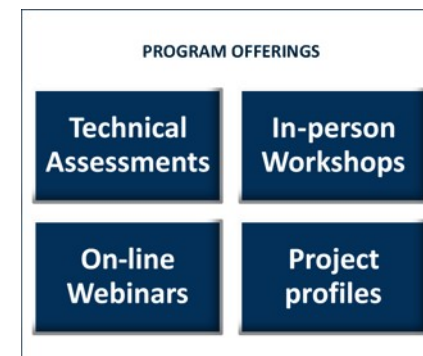 PROGRAM OFFERINGS
Technical
Assessments
In-person
Workshops
On-line
Webinars
Project
profiles